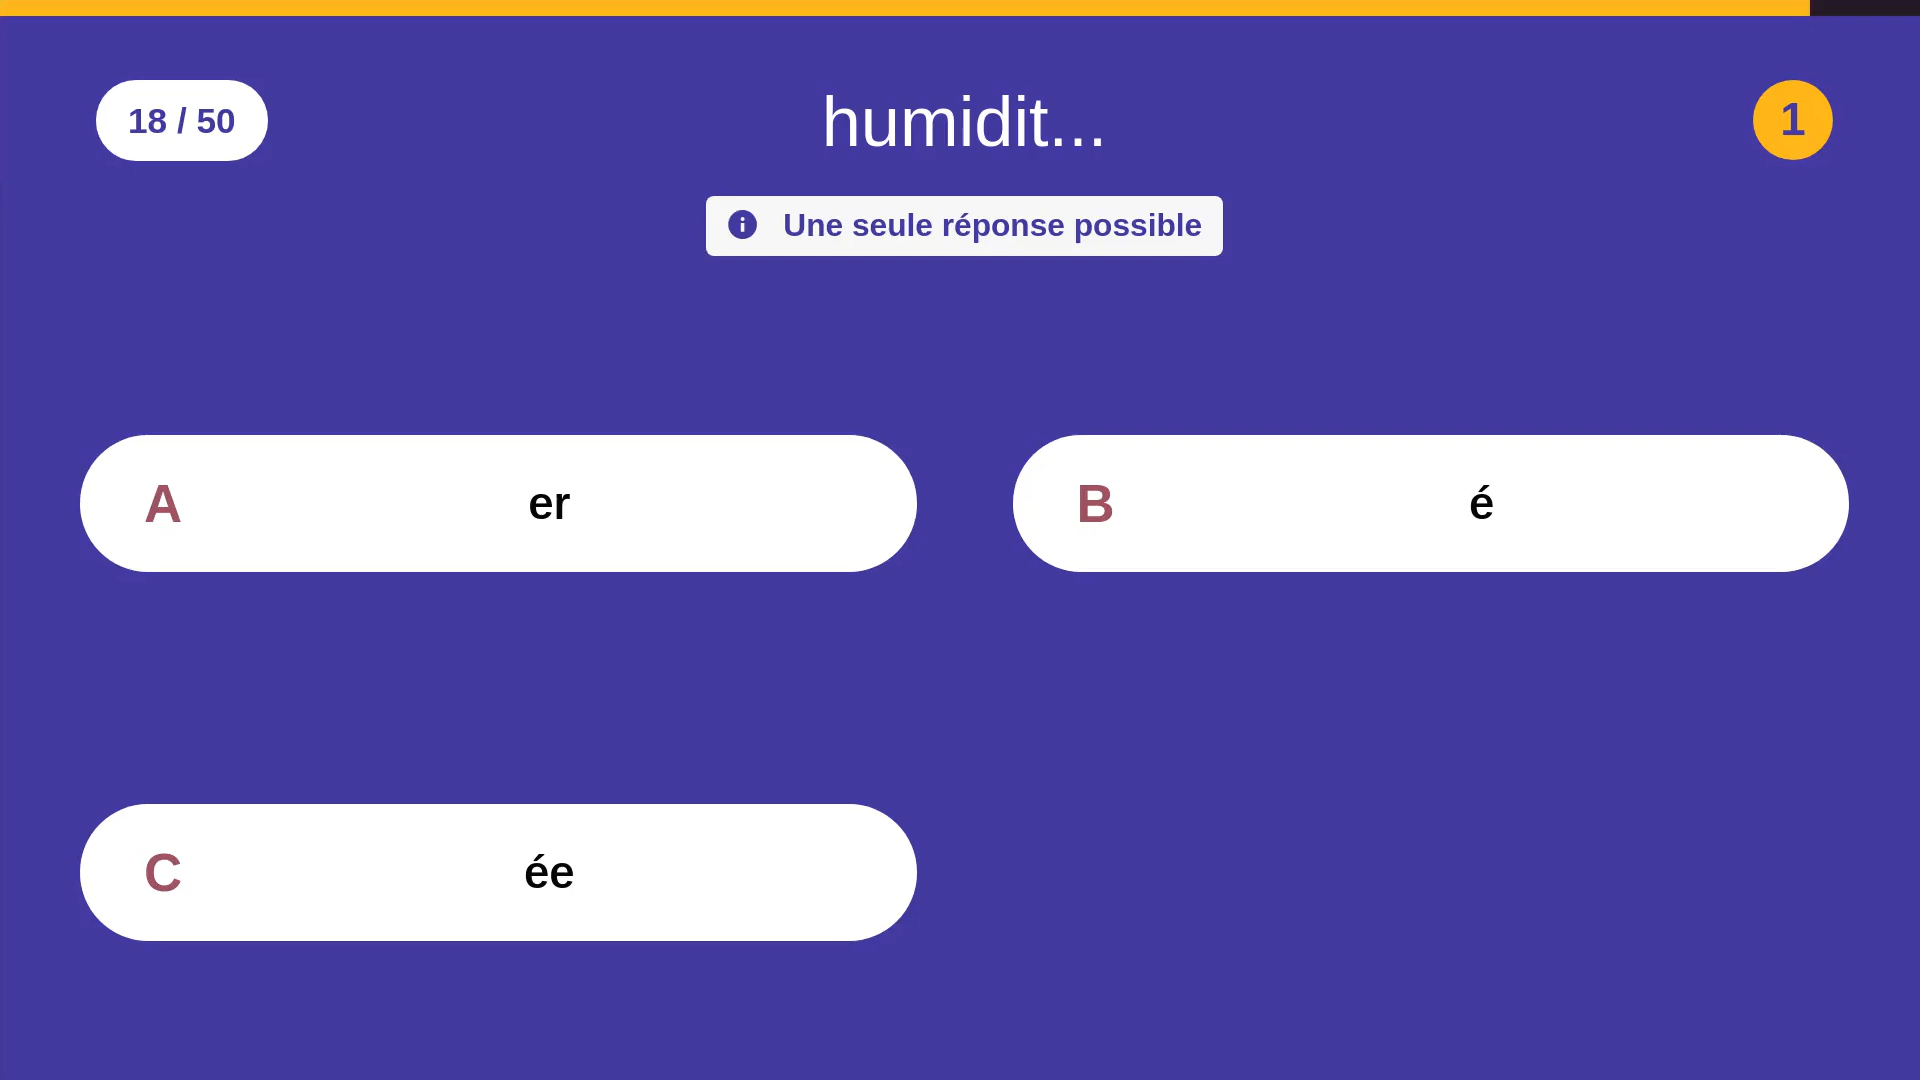 18 / 50
humidit...
1
Une seule réponse possible
A
er
B
é
C
ée